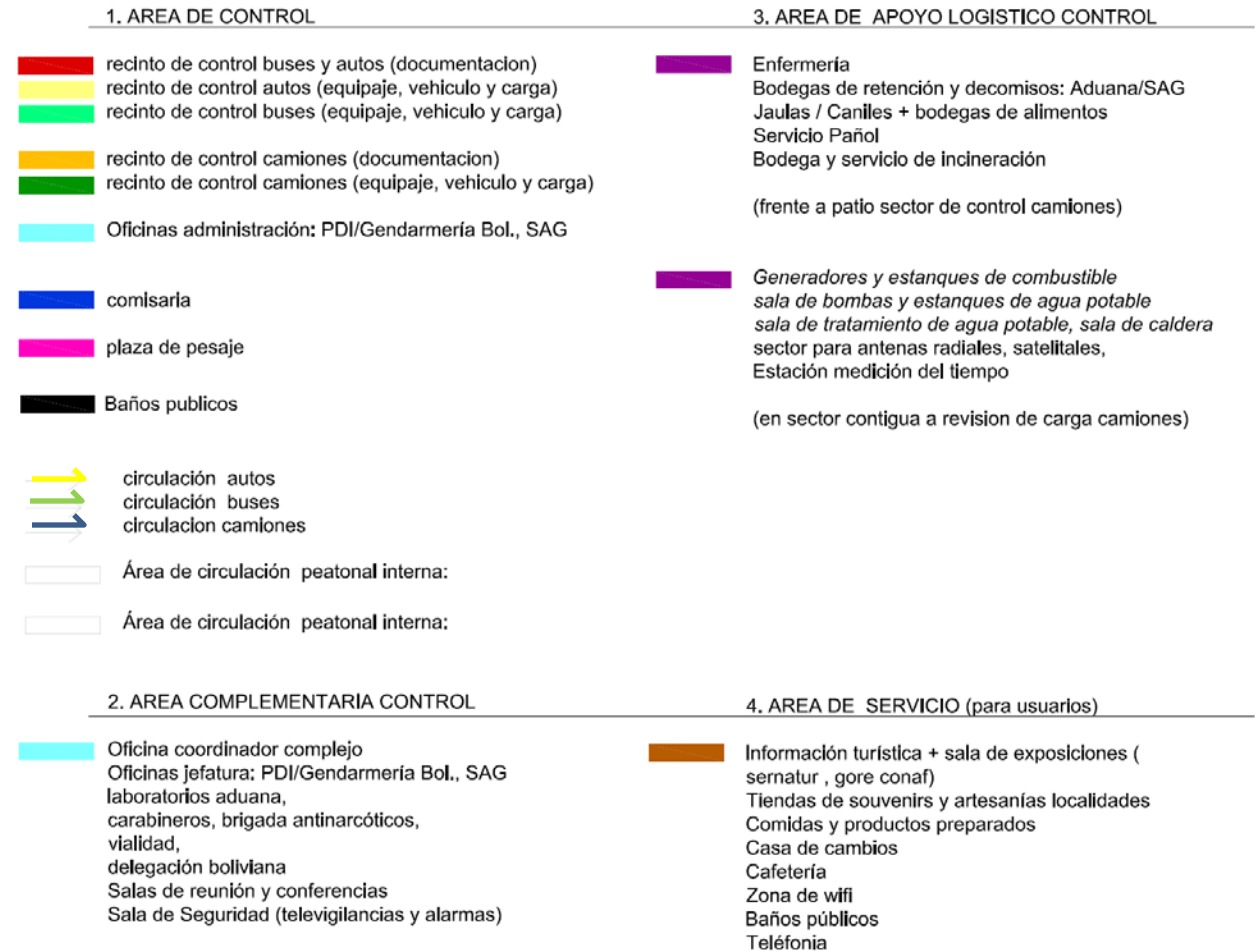 1. AREA DE CONTROL
recinto de control buses y autos (documentacion)
recinto de control autos (equipaje, vehiculo y carga)
recinto de control buses (equipaje, vehiculo y carga)
recinto de control camiones (documentacion)
recinto de control camiones (equipaje, vehiculo y carga)
Oficinas administración: PDI/Gendarmería Bol., SAG
comisaria
plaza de pesaje
Baños publicos
circulación autos
circulación buses
circulacion camiones
Área de circulación peatonal interna:
Área de circulación peatonal interna:
2. AREA COMPLEMENTARIA CONTROL
Oficina coordinador complejo
Oficinas jefatura: PDI/Gendarmería Bol., SAG
laboratorios aduana,
carabineros, brigada antinarcóticos,
vialidad,
delegación boliviana
Salas de reunión y conferencias
Sala de Seguridad (televigilancias y alarmas)
3. AREA DE APOYO LOGISTICO CONTROL
Enfermería
Bodegas de retención y decomisos: Aduana/SAG
Jaulas / Caniles + bodegas de alimentos
Servicio Pañol
Bodega y servicio de incineración
(frente a patio sector de control camiones)
Generadores y estanques de combustible
sala de bombas y estanques de agua potable
sala de tratamiento de agua potable, sala de caldera
sector para antenas radiales, satelitales,
Estación medición del tiempo
(en sector contigua a revision de carga camiones)
4. AREA DE SERVICIO (para usuarios)
Información turística + sala de exposiciones (
sernatur , gore conaf)
Tiendas de souvenirs y artesanías localidades
Comidas y productos preparados
Casa de cambios
Cafetería
Zona de wifi
Baños públicos
Teléfonia